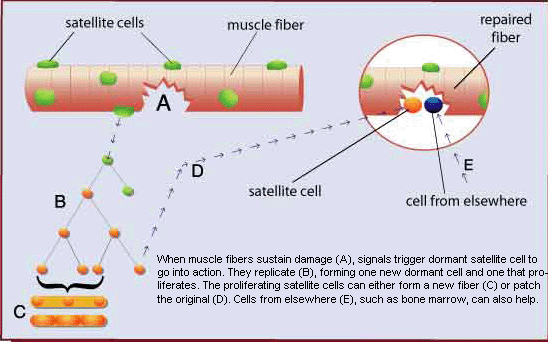 satellite cells
muscle fiber
repaired
fiber
A
D
E
B
satellite cell
cell from elsewhere
C
When muscle fibers sustain damage (A), signals trigger dormant satellite cell to
go into action. They replicate (B), forming one new dormant cell and one that pro-
liferates. The proliferating satellite cells can either form a new fiber (C) or patch
the original (D). Cells from elsewhere (E), such as bone marrow, can also help.